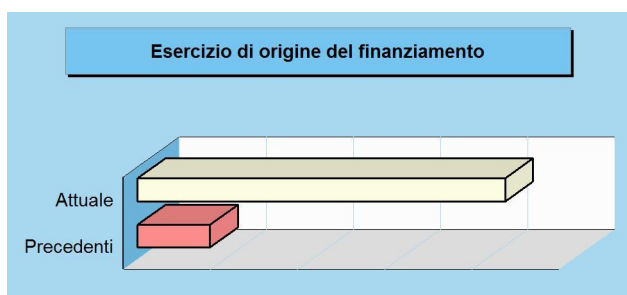 Esercizio di origine del finanziamento
Attuale
Precedenti